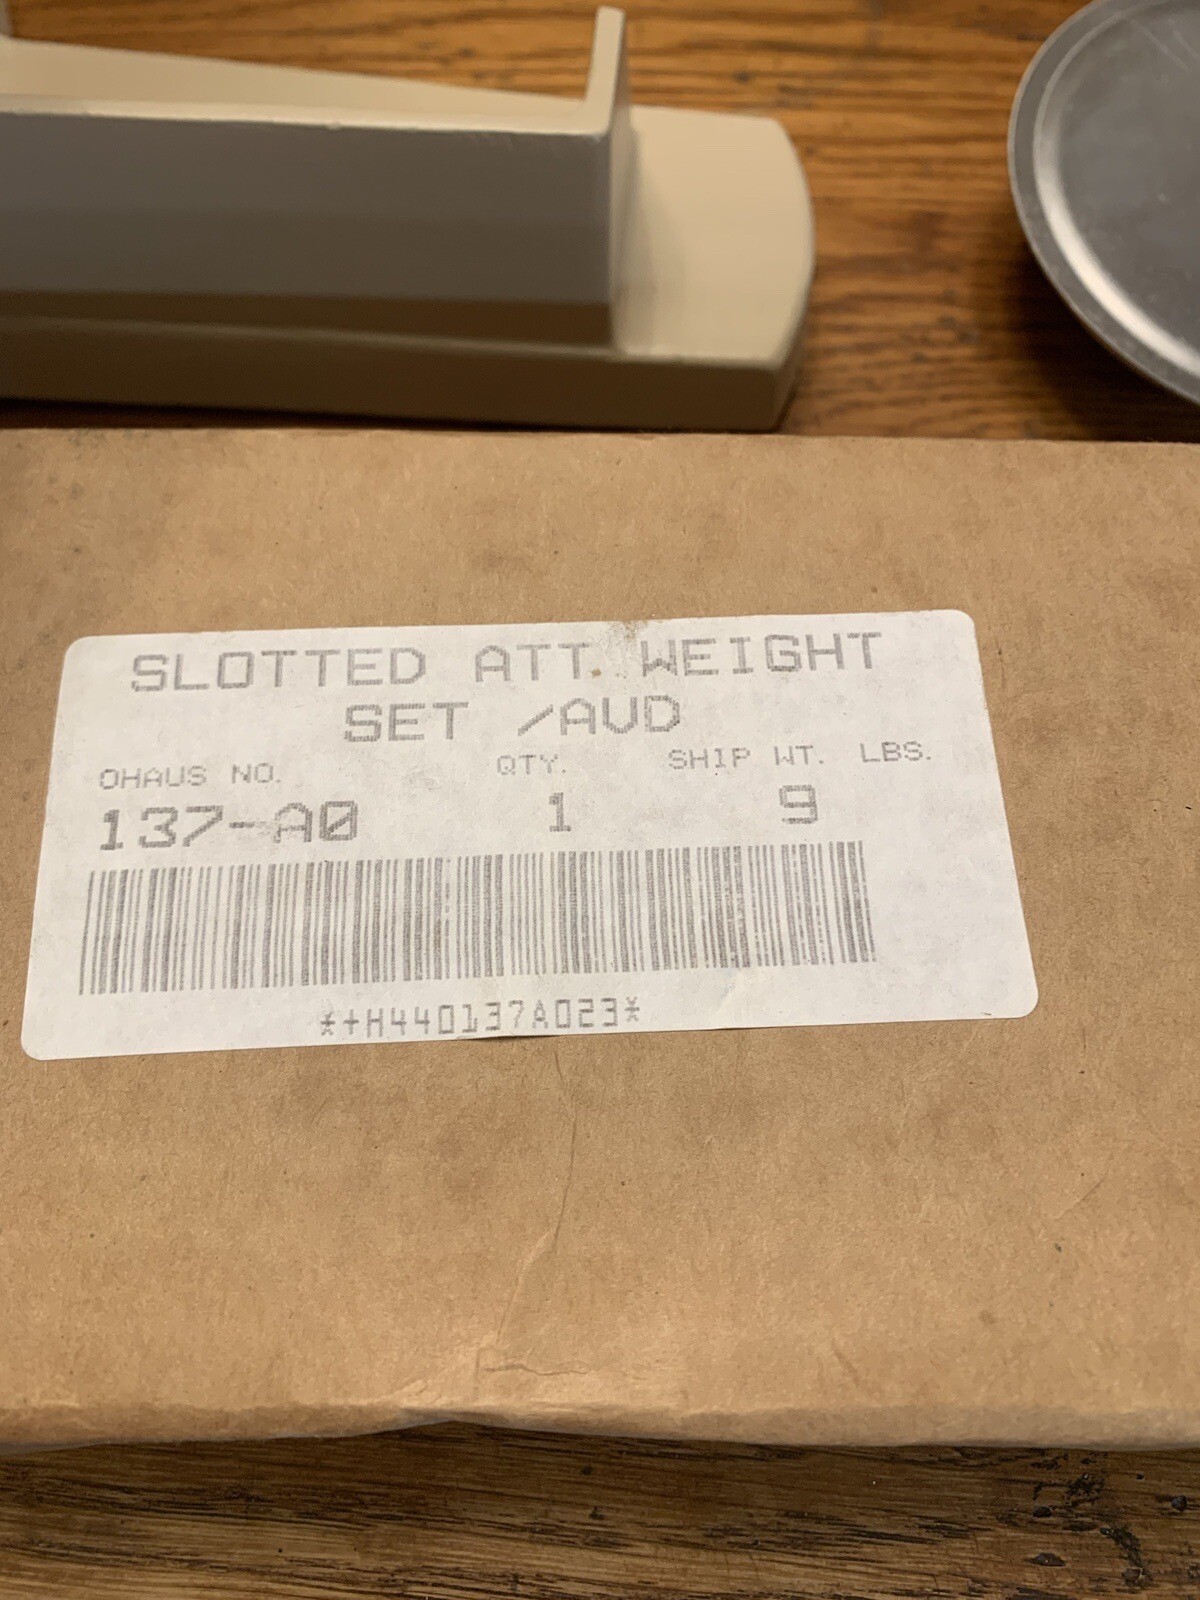 SLOTTED ATT. WEIGHT
SET /AVD
OHAUS NO. QTY. SHIP WT. LBS.
137-A0 1 9
*+H440137A023*